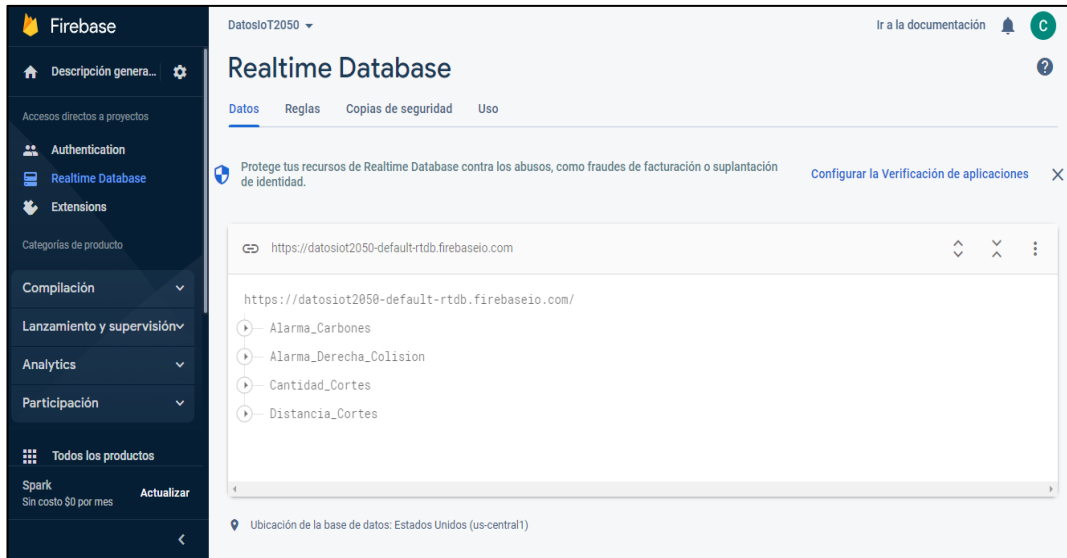 Firebase
Descripción genera...
Accesos directos a proyectos
Authentication
Realtime Database
Extensions
Categorías de producto
Compilación
Lanzamiento y supervisión
Analytics
Participación
Todos los productos
Spark
Sin costo $0 por mes
Actualizar
DatosIoT2050
Ir a la documentación
C
Realtime Database
Datos Reglas Copias de seguridad Uso
Protege tus recursos de Realtime Database contra los abusos, como fraudes de facturación o suplantación
de identidad.
Configurar la Verificación de aplicaciones
https://datosiot2050-default-rtdb.firebaseio.com
https://datosiot2050-default-rtdb.firebaseio.com/
Alarma_Carbones
Alarma_Derecha_Colision
Cantidad_Cortes
Distancia_Cortes
Ubicación de la base de datos: Estados Unidos (us-central1)